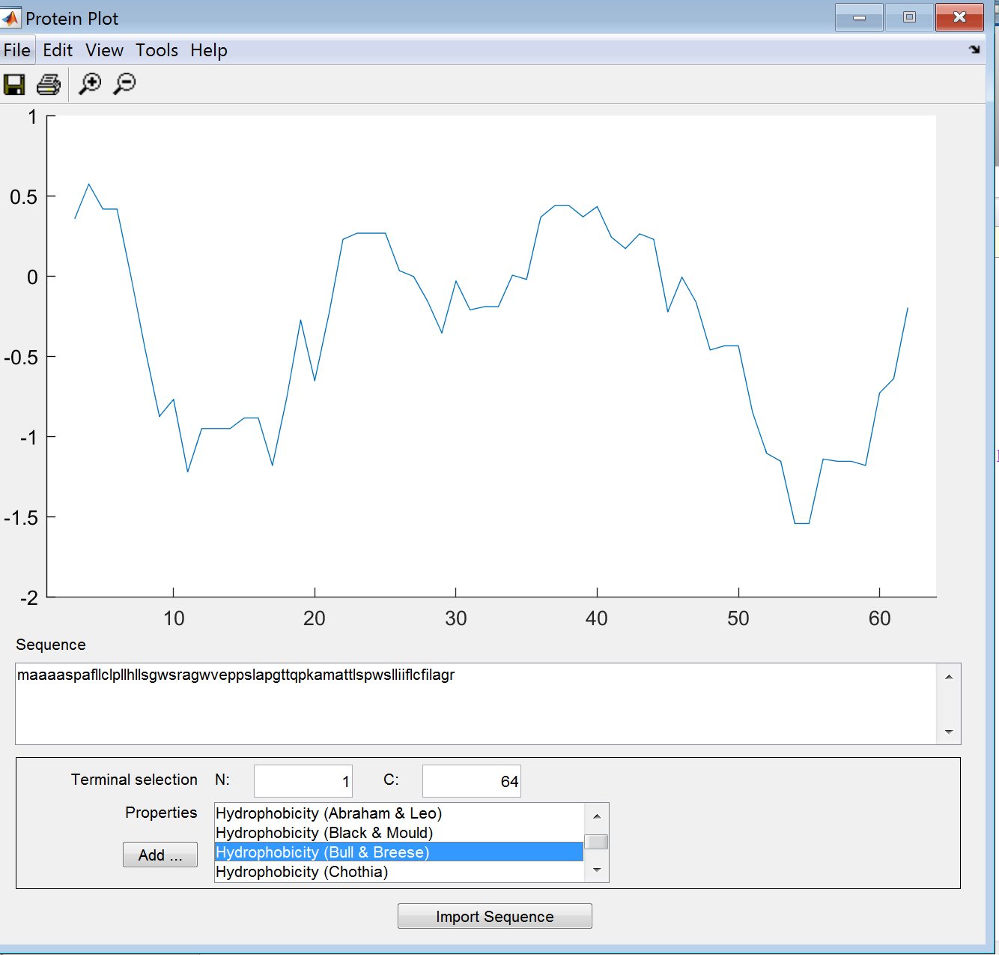 Protein Plot
File Edit View Tools Help
1
0.5
0
-0.5
-1
-1.5
-2
10 20 30 40 50 60
Sequence
maaaaspafllclpllhllsgwsragwveppslapgttqpkamattlspwslliiflcfilagr
Terminal selection N: 1 C: 64
Properties
Hydrophobicity (Abraham & Leo)
Hydrophobicity (Black & Mould)
Add ...
Hydrophobicity (Bull & Breese)
Hydrophobicity (Chothia)
Import Sequence